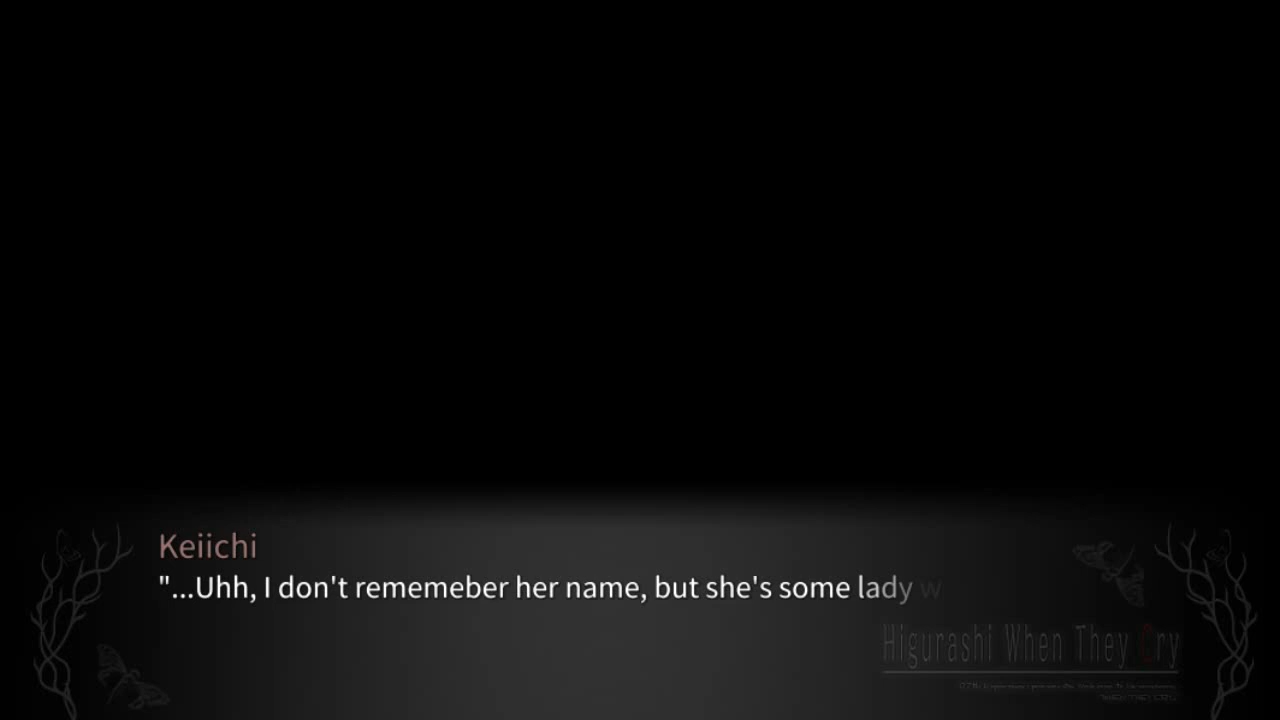 Keiichi
"...Uhh, I don't rememeber her name, but she's some lady w
Higurashi When They Cry